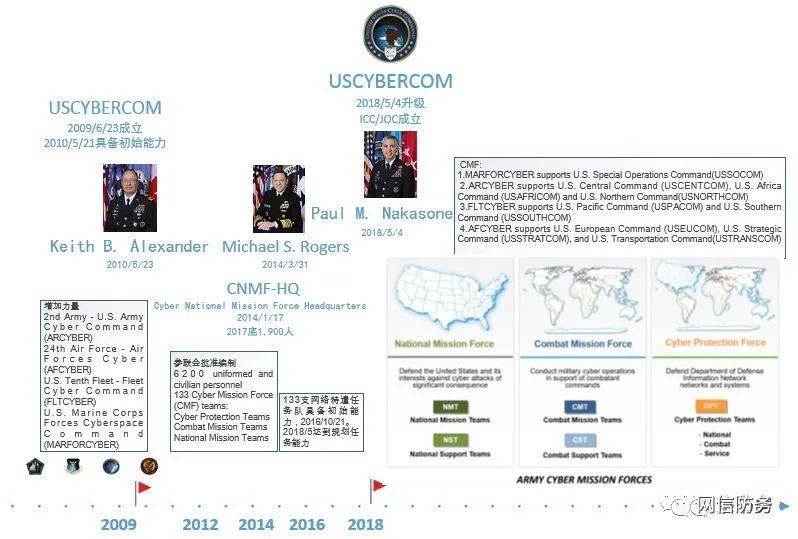 USCYBERCOM
2018/5/4升级
ICC/JOC成立
USCYBERCOM
2009/6/23成立
2010/5/21具备初始能力
Keith B. Alexander
2010/5/23
Michael S. Rogers
2014/3/31
Paul M. Nakasone
2018/5/4
CMF:
1.MARFORCYBER supports U.S. Special Operations Command(USSOCOM)
2.ARCYBER supports U.S. Central Command (USCENTCOM), U.S. Africa
Command (USAFRICOM) and U.S. Northern Command(USNORTHCOM)
3.FLTCYBER supports U.S. Pacific Command (USPACOM) and U.S. Southern
Command (USSOUTHCOM)
4.AFCYBER supports U.S. European Command (USEUCOM), U.S. Strategic
Command (USSTRATCOM), and U.S. Transportation Command(USTRANSCOM)
CNMF-HQ
Cyber National Mission Force Headquarters
2014/1/17
2017底1,900人
增加力量
2nd Army - U.S. Army
Cyber Command
(ARCYBER)
24th Air Force - Air
Forces Cyber
(AFCYBER)
U.S. Tenth Fleet - Fleet
Cyber Command
(FLTCYBER)
U.S. Marine Corps
Forces Cyberspace
Command
(MARFORCYBER)
参联会批准编制
6200 uniformed and
civilian personnel
133 Cyber Mission Force
(CMF) teams:
Cyber Protection Teams
Combat Mission Teams
National Mission Teams
133支网络特遣任
务队具备初始能
力，2016/10/21。
2018/5达到规划任
务能力
National Mission Force
Defend the United States and its
interests against cyber attacks of
significant consequence
NMT
National Mission Teams
NST
National Support Teams
Combat Mission Force
Conduct military cyber operations
in support of combatant
commands
CMT
Combat Mission Teams
CST
Combat Support Teams
Cyber Protection Force
Defend Department of Defense
Information Network
networks and systems
CPT
Cyber Protection Teams
- National
- Combat
- Service
ARMY CYBER MISSION FORCES
2009
2012
2014
2016
2018
网信防务